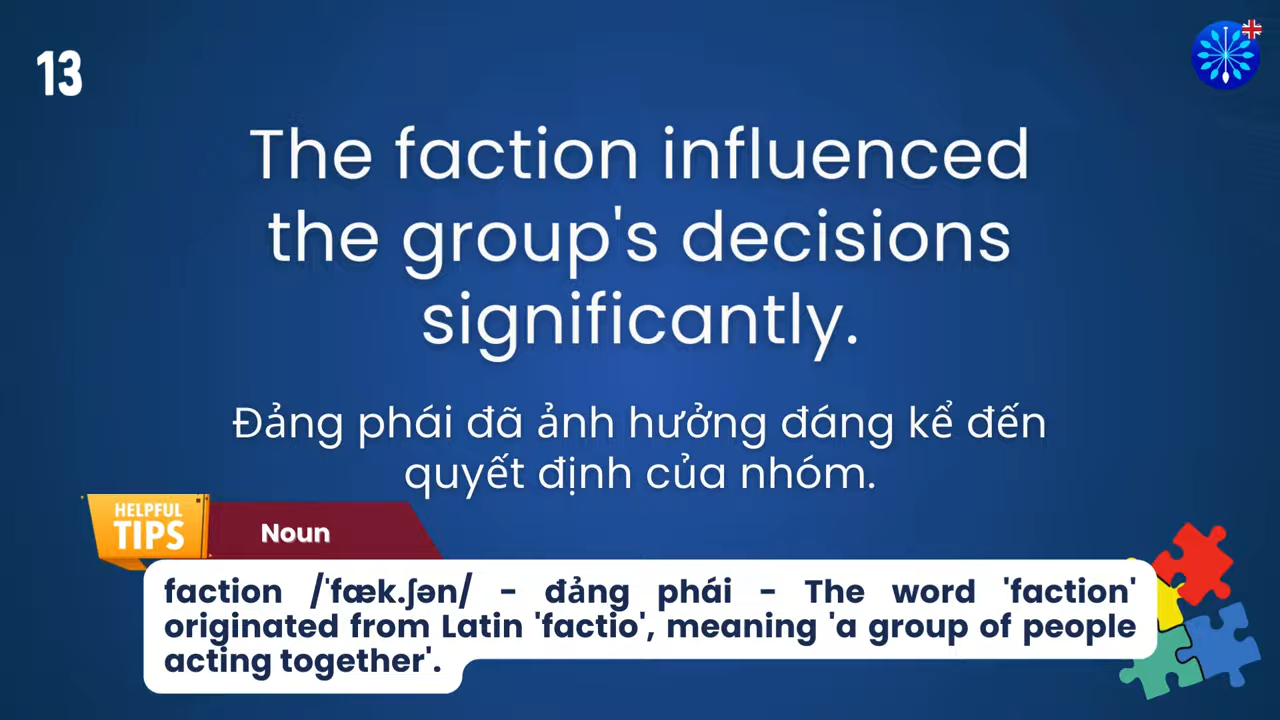 13
The faction influenced
the group's decisions
significantly.
Đảng phái đã ảnh hưởng đáng kể đến
quyết định của nhóm.
HELPFUL
TIPS
Noun
faction /ˈfæk.ʃən/ - đảng phái - The word 'faction'
originated from Latin 'factio', meaning 'a group of people
acting together'.